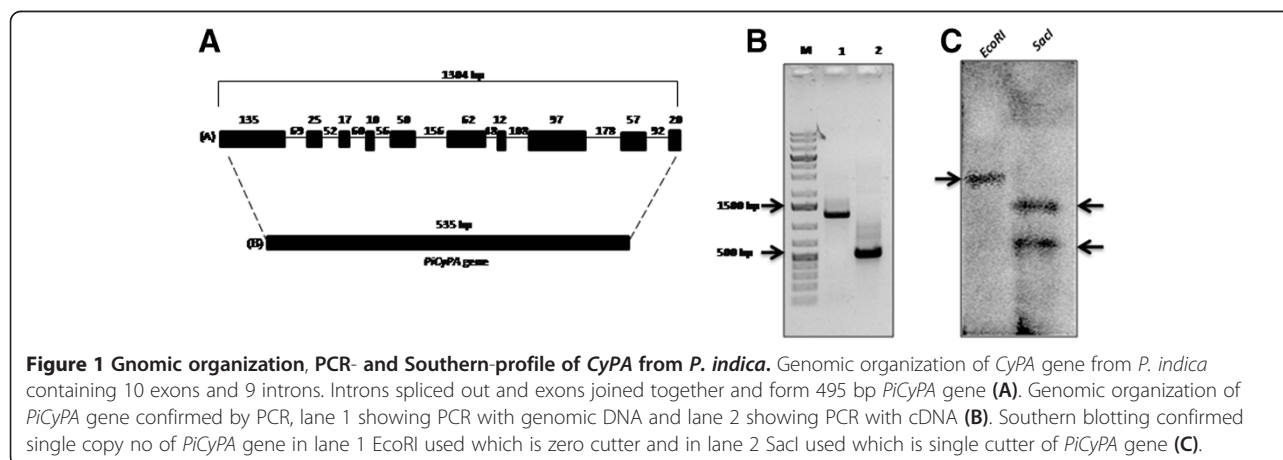 A
B
C
1304 bp
135 25 17 10 50 62 12 97 57 20
(A)
69 52 60 56 156 48 108 178 92
535 bp
(B)
PiCyPA gene
M 1 2
1500 bp
500 bp
EcoRI SacI
Figure 1 Gnomic organization, PCR- and Southern-profile of CyPA from P. indica. Genomic organization of CyPA gene from P. indica
containing 10 exons and 9 introns. Introns spliced out and exons joined together and form 495 bp PiCyPA gene (A). Genomic organization of
PiCyPA gene confirmed by PCR, lane 1 showing PCR with genomic DNA and lane 2 showing PCR with cDNA (B). Southern blotting confirmed
single copy no of PiCyPA gene in lane 1 EcoRI used which is zero cutter and in lane 2 SacI used which is single cutter of PiCyPA gene (C).